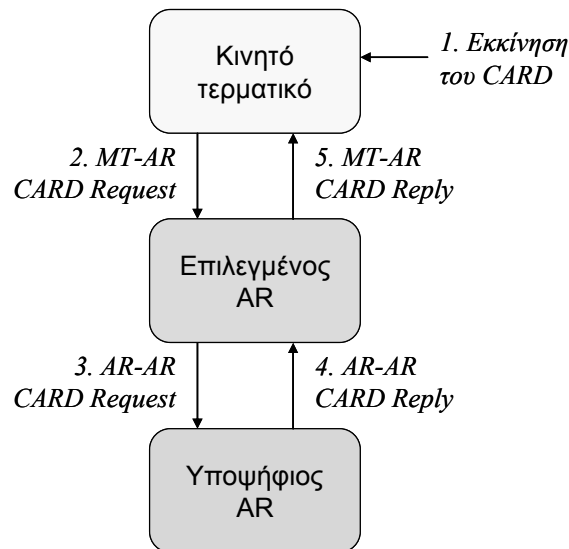 Κινητό
τερματικό
1. Εκκίνηση
του CARD
2. MT-AR
CARD Request
5. MT-AR
CARD Reply
Επιλεγμένος
AR
3. AR-AR
CARD Request
4. AR-AR
CARD Reply
Υποψήφιος
AR